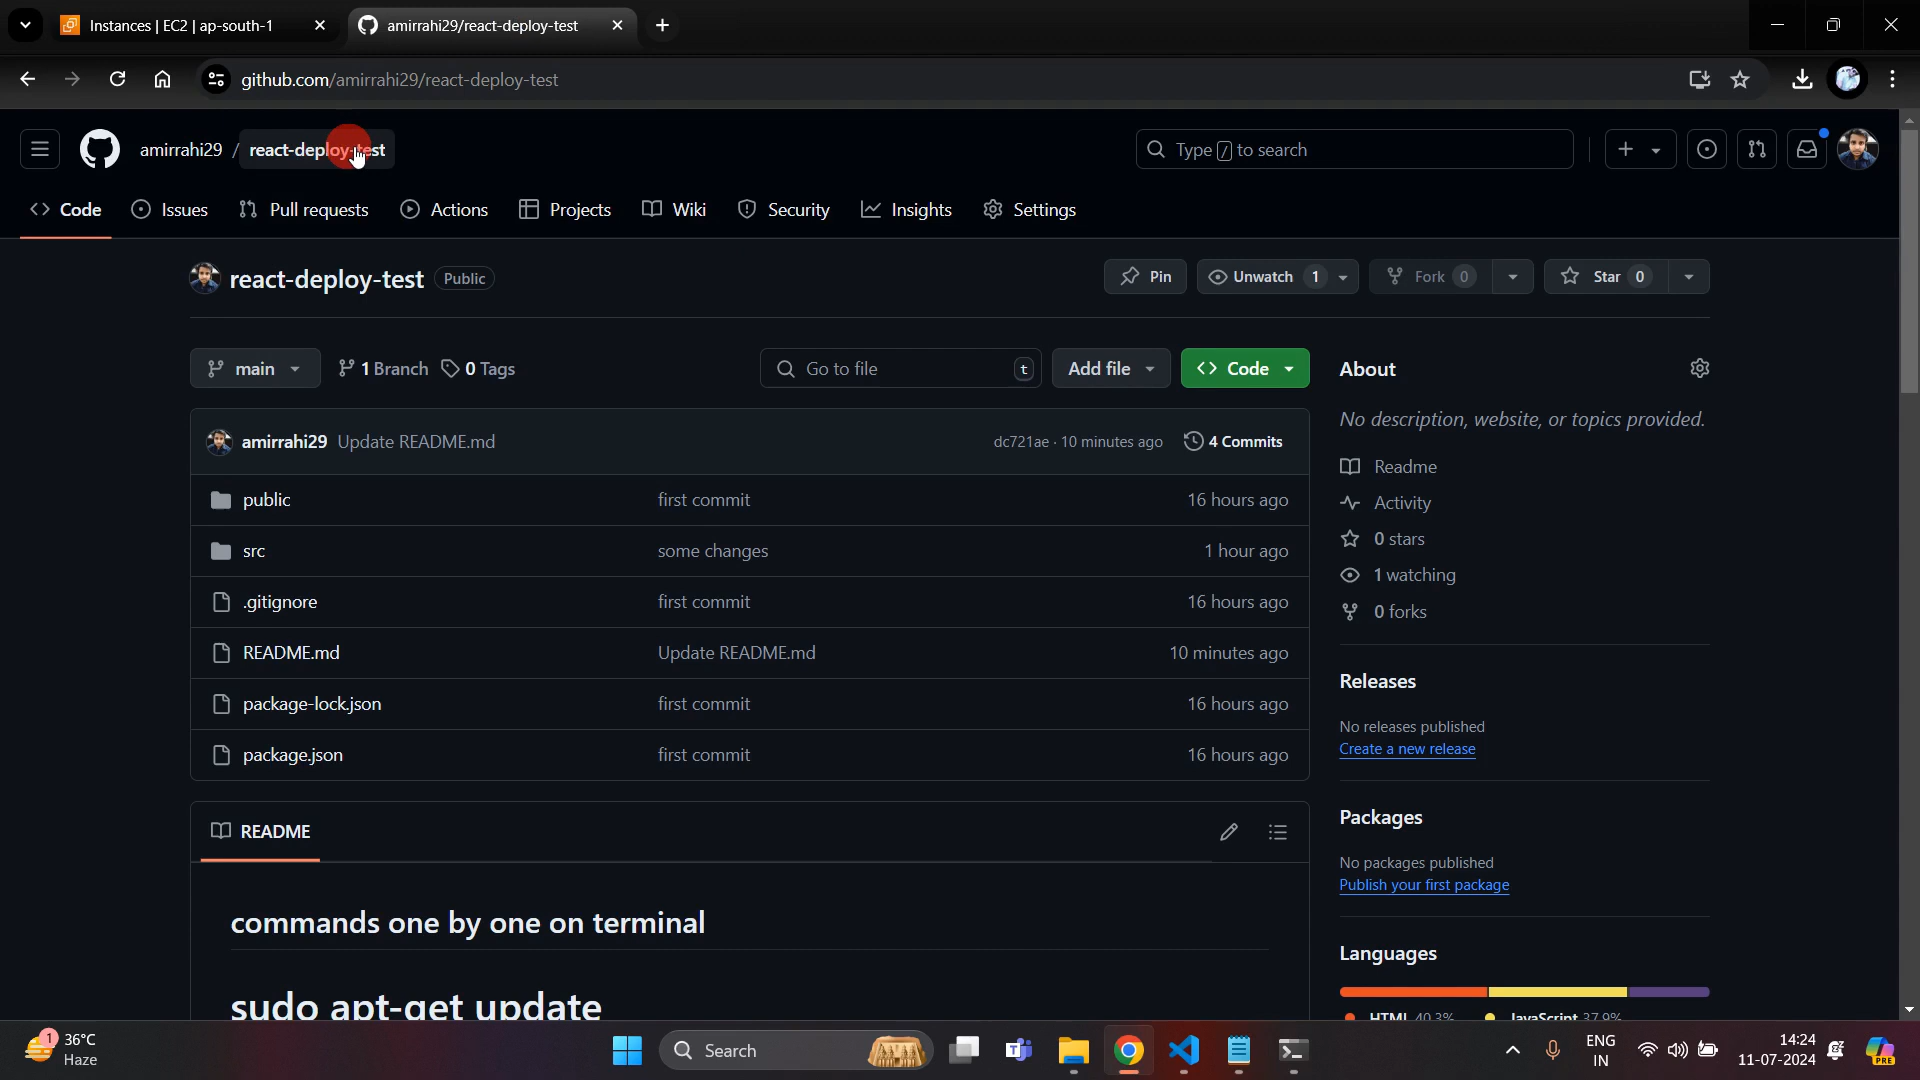 Instances | EC2 | ap-south-1
amirrahi29/react-deploy-test
github.com/amirrahi29/react-deploy-test
amirrahi29 / react-deploy-test
Type / to search
Code
Issues
Pull requests
Actions
Projects
Wiki
Security
Insights
Settings
react-deploy-test Public
Pin
Unwatch 1
Fork 0
Star 0
main
1 Branch
0 Tags
Go to file t
Add file
Code
amirrahi29 Update README.md dc721ae · 10 minutes ago 4 Commits
public first commit 16 hours ago
src some changes 1 hour ago
.gitignore first commit 16 hours ago
README.md Update README.md 10 minutes ago
package-lock.json first commit 16 hours ago
package.json first commit 16 hours ago
README
commands one by one on terminal
sudo apt-get update
About
No description, website, or topics provided.
Readme
Activity
0 stars
1 watching
0 forks
Releases
No releases published
Create a new release
Packages
No packages published
Publish your first package
Languages
HTML 40.3% JavaScript 37.9%
1
36°C
Haze
Search
ENG
IN
14:24
11-07-2024
PRE